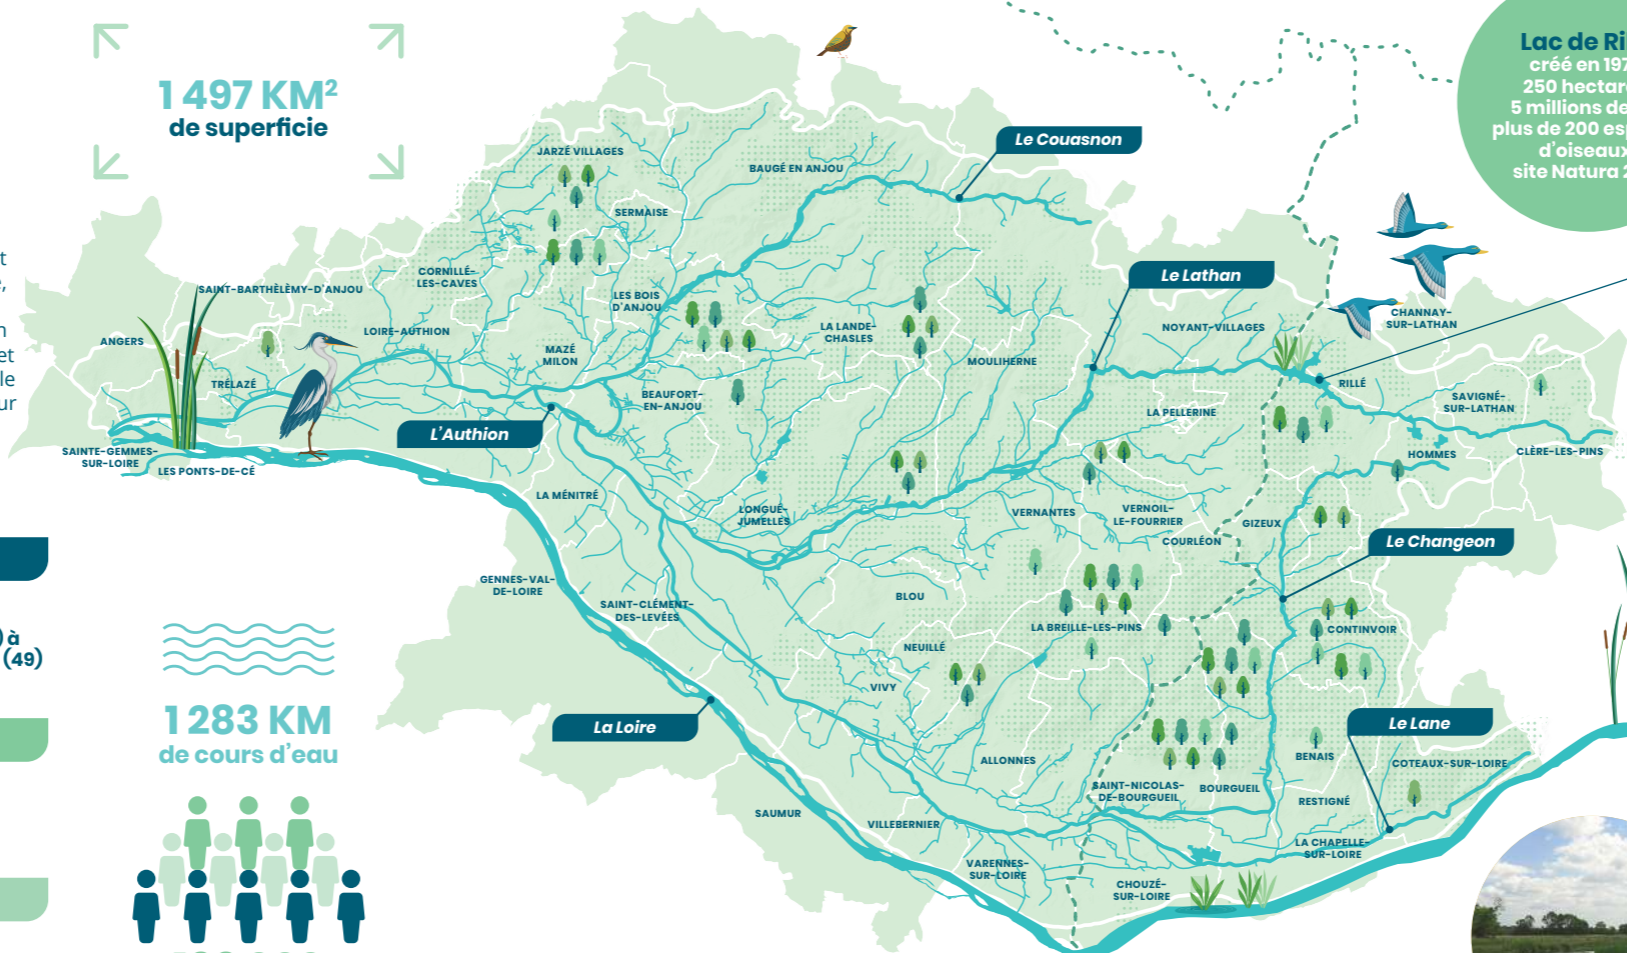 1 497 KM²
de superficie
Lac de
créé en
250
5 millions de
plus de 200
d'oiseaux
site Natura
Le Couasnon
JARZÉ VILLAGES
BAUGÉ EN ANJOU
SERMAISE
CORNILLÉ-
LES-CAVES
Le Lathan
SAINT-BARTHÈLÈMY-D'ANJOU
LES BOIS
D'ANJOU
LOIRE-AUTHION
LA LANDE-
CHASLES
NOYANT-VILLAGES
CHANNAY-
SUR-LATHAN
ANGERS
MAZÉ
MILON
MOULIHERNE
TRÉLAZÉ
BEAUFORT-
EN-ANJOU
RILLÉ
LA PELLERINE
SAVIGNÉ-
SUR-LATHAN
L'Authion
SAINTE-GEMMES-
SUR-LOIRE
LES PONTS-DE-CÉ
HOMMES
CLÈRE-LES-PINS
LA MÉNITRÉ
LONGUÉ-
JUMELLES
VERNANTES
VERNOIL-
LE-FOURRIER
GIZEUX
COURLÉON
Le Changeon
GENNES-VAL-
DE-LOIRE
SAINT-CLÉMENT-
DES-LEVÉES
BLOU
LA BREILLE-LES-PINS
CONTINVOIR
NEUILLÉ
VIVY
et
le
à
(49)
1 283 KM
de cours d'eau
La Loire
Le Lane
ALLONNES
BENAIS
COTEAUX-SUR-LOIRE
SAINT-NICOLAS-
DE-BOURGUEIL
BOURGUEIL
RESTIGNÉ
SAUMUR
VILLEBERNIER
LA CHAPELLE-
SUR-LOIRE
VARENNES-
SUR-LOIRE
CHOUZÉ-
SUR-LOIRE